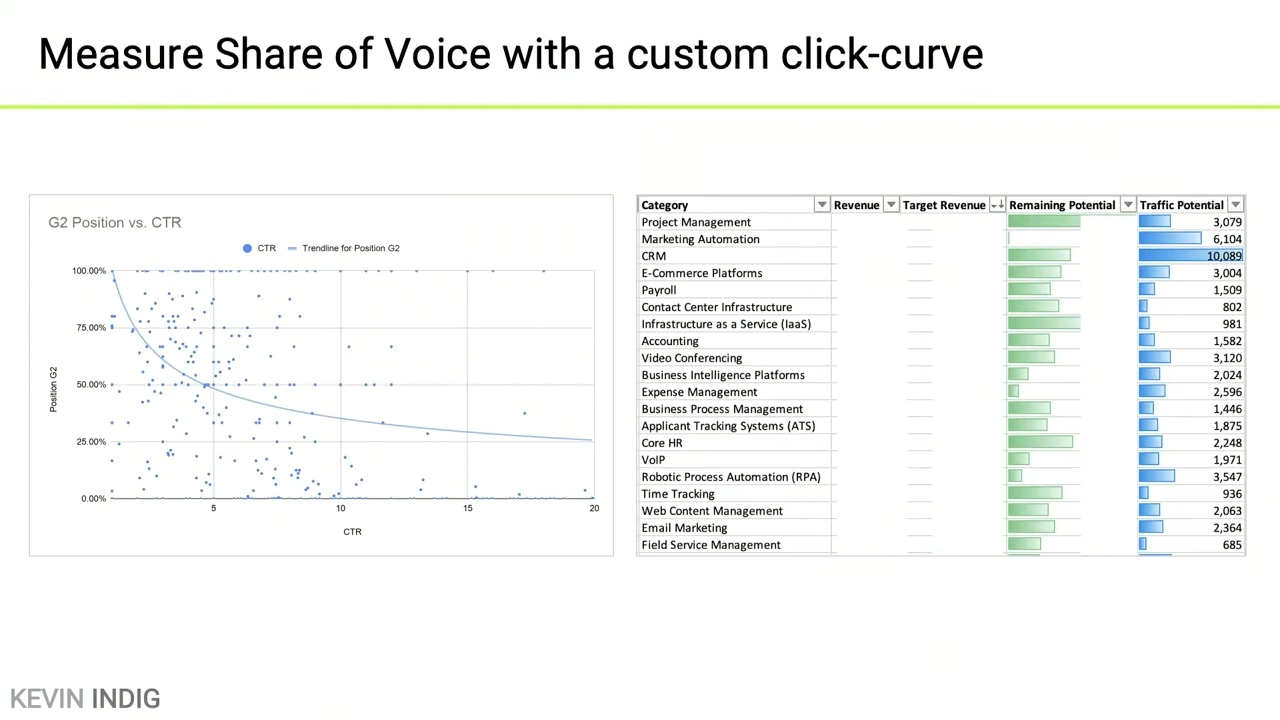 Measure Share of Voice with a custom click-curve
G2 Position vs. CTR
CTR Trendline for Position G2
100.00%
75.00%
50.00%
25.00%
0.00%
Position G2
5 10 15 20
CTR
Category Revenue Target Revenue Remaining Potential Traffic Potential
Project Management 3,079
Marketing Automation 6,104
CRM 10,089
E-Commerce Platforms 3,004
Payroll 1,509
Contact Center Infrastructure 802
Infrastructure as a Service (IaaS) 981
Accounting 1,582
Video Conferencing 3,120
Business Intelligence Platforms 2,024
Expense Management 2,596
Business Process Management 1,446
Applicant Tracking Systems (ATS) 1,875
Core HR 2,248
VoIP 1,971
Robotic Process Automation (RPA) 3,547
Time Tracking 936
Web Content Management 2,063
Email Marketing 2,364
Field Service Management 685
KEVIN INDIG